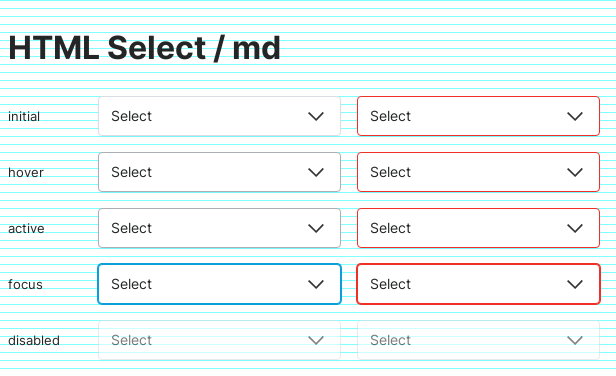 HTML Select / md
initial Select Select
hover Select Select
active Select Select
focus Select Select
disabled Select Select